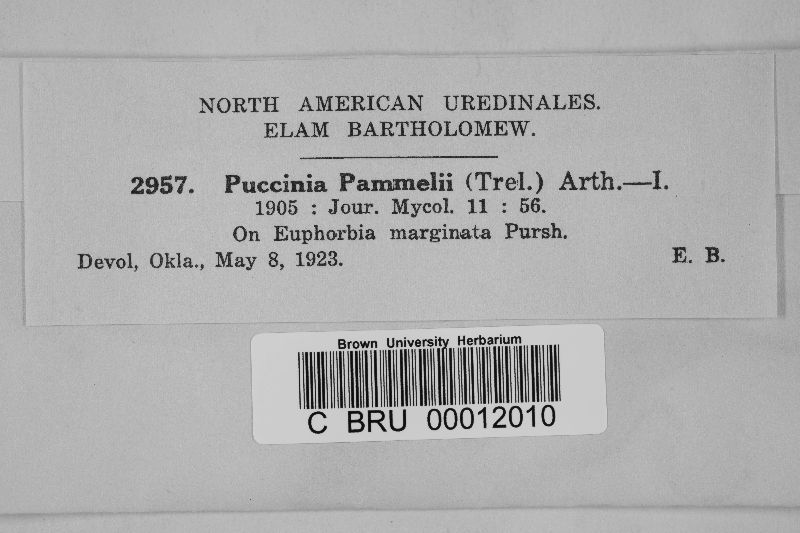 NORTH AMERICAN UREDINALES.
ELAM BARTHOLOMEW.
2957. Puccinia Pammelii (Trel.) Arth.—I.
1905 : Jour. Mycol. 11 : 56.
On Euphorbia marginata Pursh.
Devol, Okla., May 8, 1923. E. B.
Brown University Herbarium
C BRU 00012010